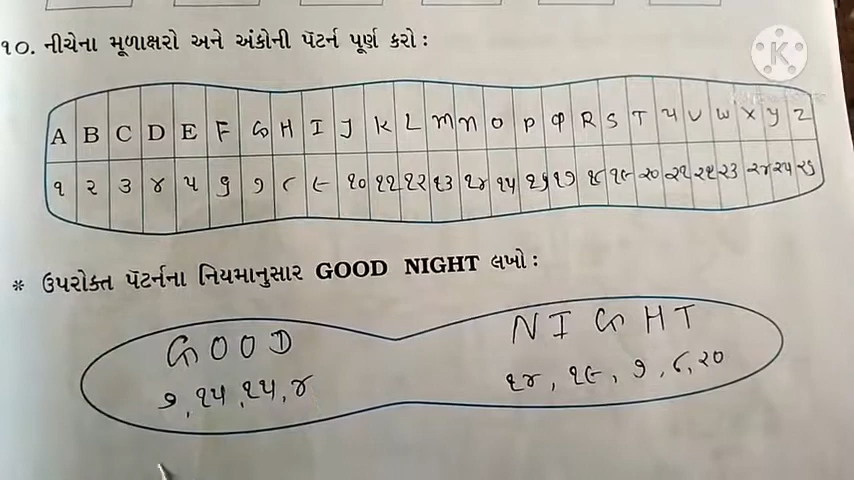 ૧૦. નીચેના મૂળાક્ષરો અને અંકોની પૅટર્ન પૂર્ણ કરો :
A B C D E F G H I J K L M N O P Q R S T U V W X Y Z
૧ ૨ ૩ ૪ ૫ ૬ ૭ ૮ ૯ ૧૦ ૧૧ ૧૨ ૧૩ ૧૪ ૧૫ ૧૬ ૧૭ ૧૮ ૧૯ ૨૦ ૨૧ ૨૨ ૨૩ ૨૪ ૨૫ ૨૬
* ઉપરોક્ત પૅટર્નના નિયમાનુસાર GOOD NIGHT લખો :
GOOD NIGHT
૭, ૧૫, ૧૫, ૪ ૧૪, ૧૯, ૭, ૮, ૨૦